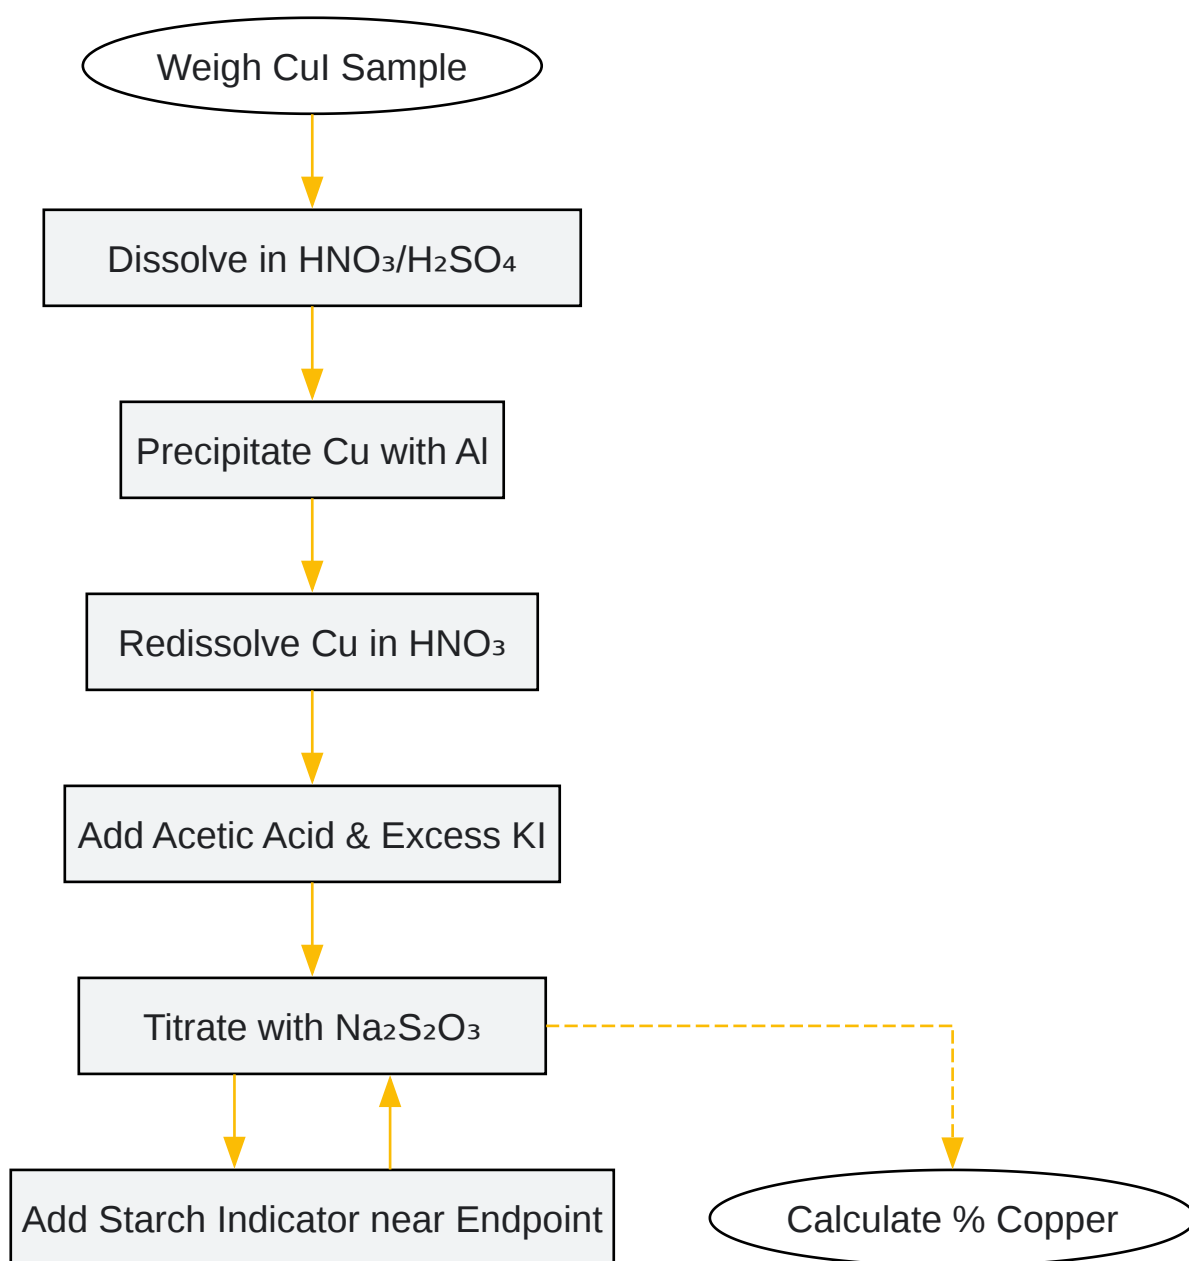 Weigh CuI Sample
Dissolve in HNO₃/H₂SO₄
Precipitate Cu with Al
Redissolve Cu in HNO₃
Add Acetic Acid & Excess KI
Titrate with Na₂S₂O₃
Add Starch Indicator near Endpoint
Calculate % Copper